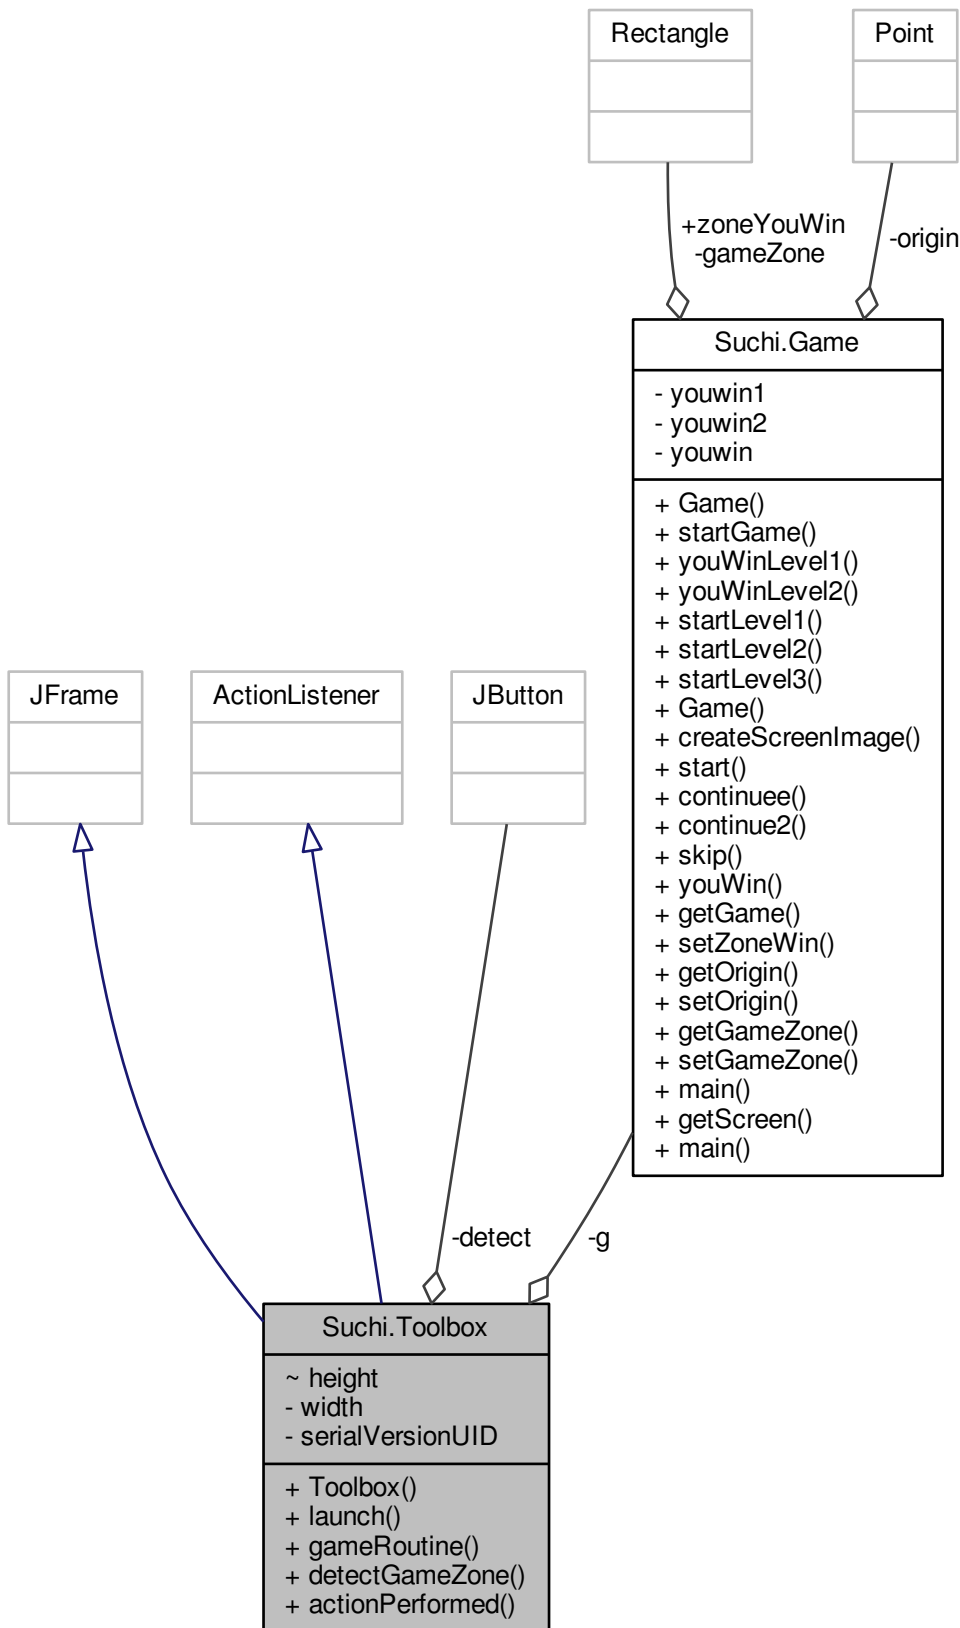 Rectangle
Point
+zoneYouWin
-gameZone
-origin
Suchi.Game
- youwin1
- youwin2
- youwin
+ Game()
+ startGame()
+ youWinLevel1()
+ youWinLevel2()
+ startLevel1()
+ startLevel2()
+ startLevel3()
+ Game()
+ createScreenImage()
+ start()
+ continuee()
+ continue2()
+ skip()
+ youWin()
+ getGame()
+ setZoneWin()
+ getOrigin()
+ setOrigin()
+ getGameZone()
+ setGameZone()
+ main()
+ getScreen()
+ main()
JFrame
ActionListener
JButton
-detect
-g
Suchi.Toolbox
~ height
- width
- serialVersionUID
+ Toolbox()
+ launch()
+ gameRoutine()
+ detectGameZone()
+ actionPerformed()